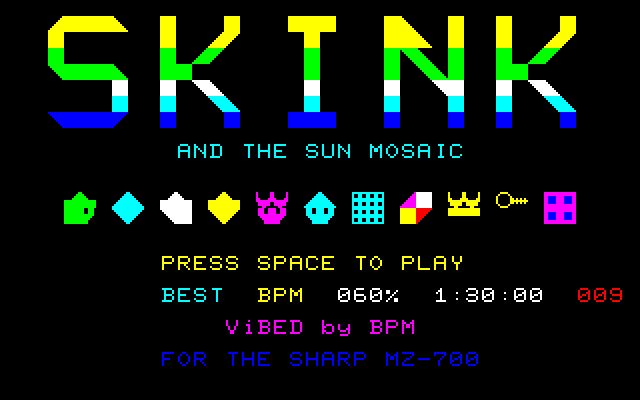 SKINK
AND THE SUN MOSAIC
PRESS SPACE TO PLAY
BEST BPM 060% 1:30:00 009
ViBED by BPM
FOR THE SHARP MZ-700